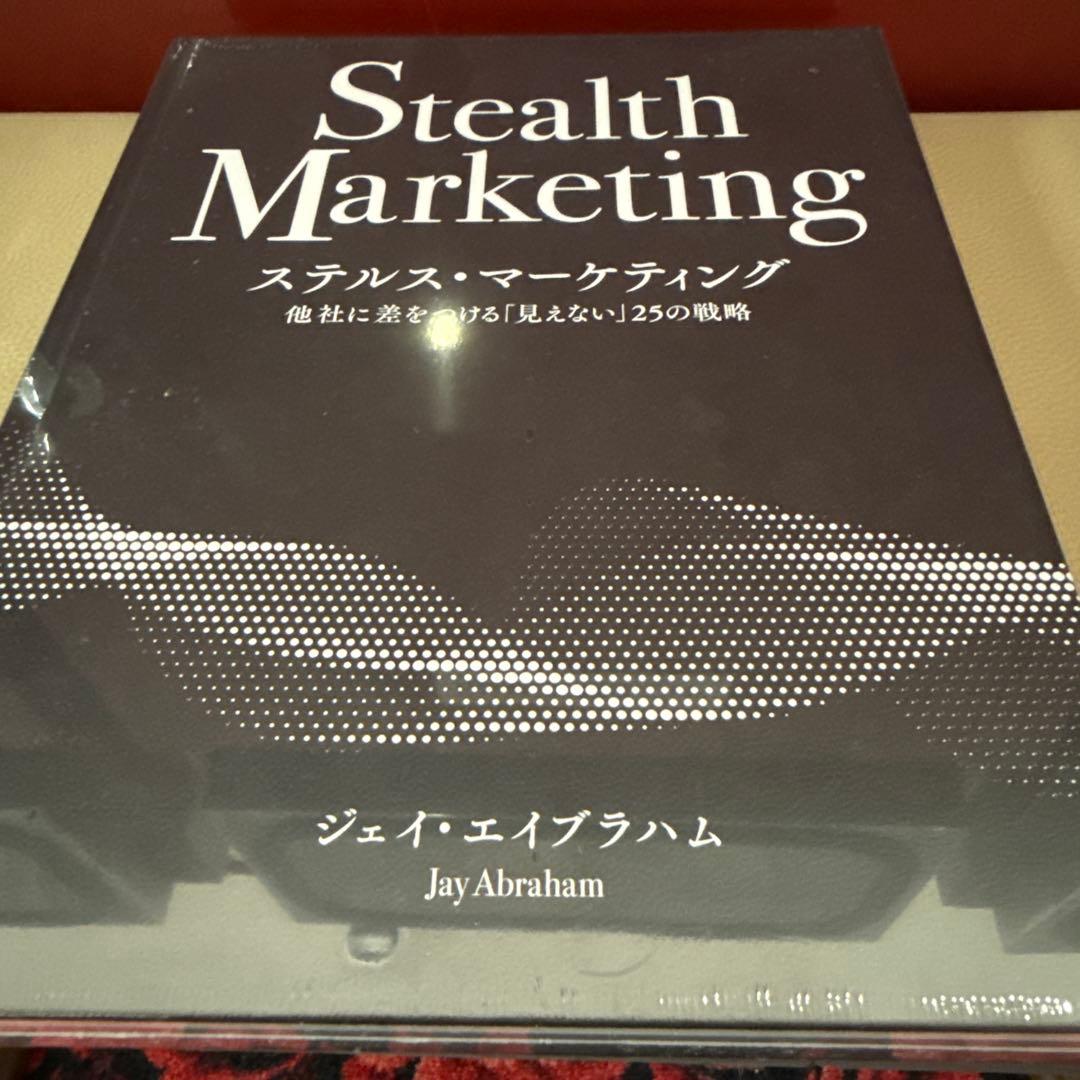 Stealth
Marketing
ステルス・マーケティング
他社に差をつける「見えない」25の戦略
ジェイ・エイブラハム
Jay Abraham